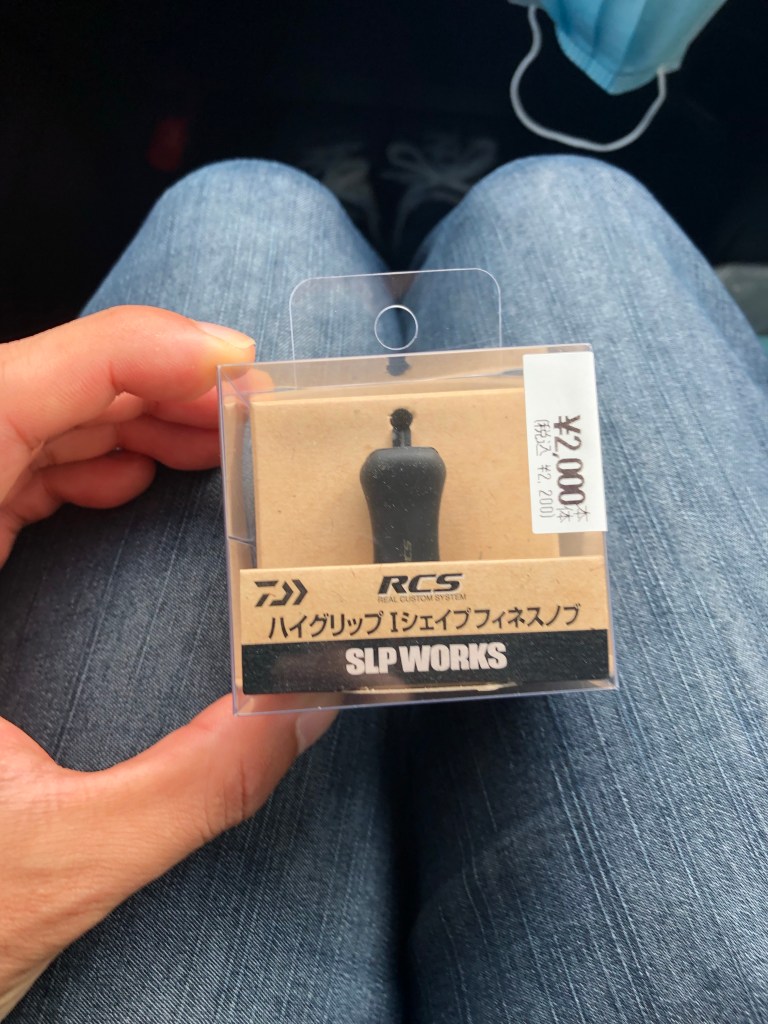 ¥2,000本体
(税込 ¥2,200)
RCS
RCS
REAL CUSTOM SYSTEM
ハイグリップ Iシェイプフィネスノブ
SLP WORKS